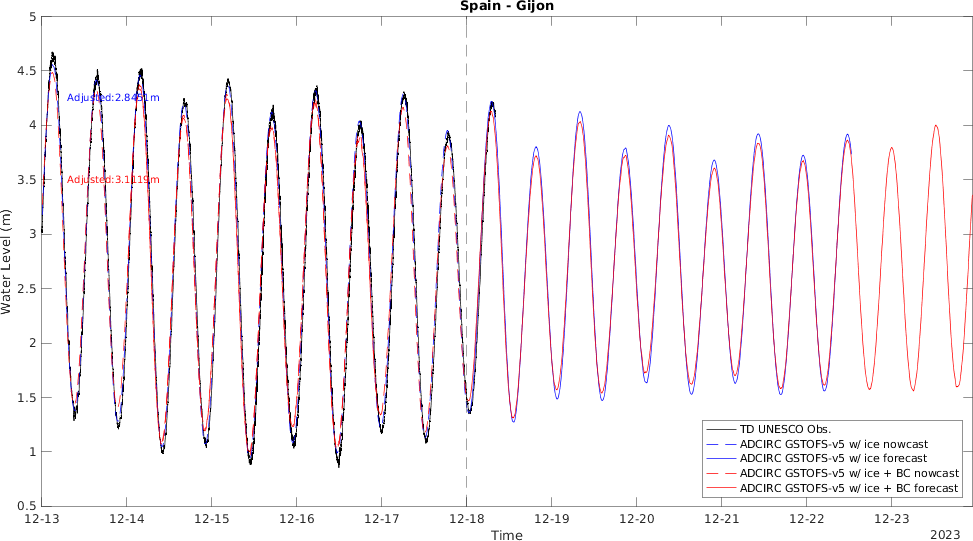 Spain - Gijon
5
4.5
4
3.5
3
2.5
2
1.5
1
0.5
Water Level (m)
Adjusted:2.8451m
Adjusted:3.1119m
TD UNESCO Obs.
ADCIRC GSTOFS-v5 w/ ice nowcast
ADCIRC GSTOFS-v5 w/ ice forecast
ADCIRC GSTOFS-v5 w/ ice + BC nowcast
ADCIRC GSTOFS-v5 w/ ice + BC forecast
12-13 12-14 12-15 12-16 12-17 12-18 12-19 12-20 12-21 12-22 12-23
Time
2023